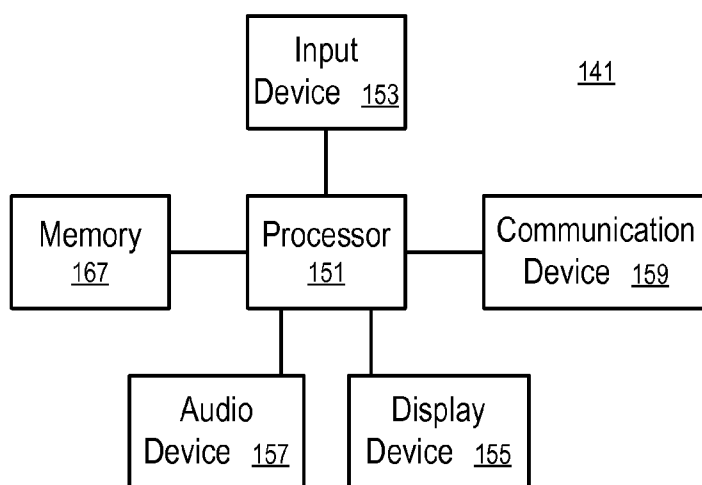 Input
Device 153
141
Memory
167
Processor
151
Communication
Device 159
Audio
Device 157
Display
Device 155